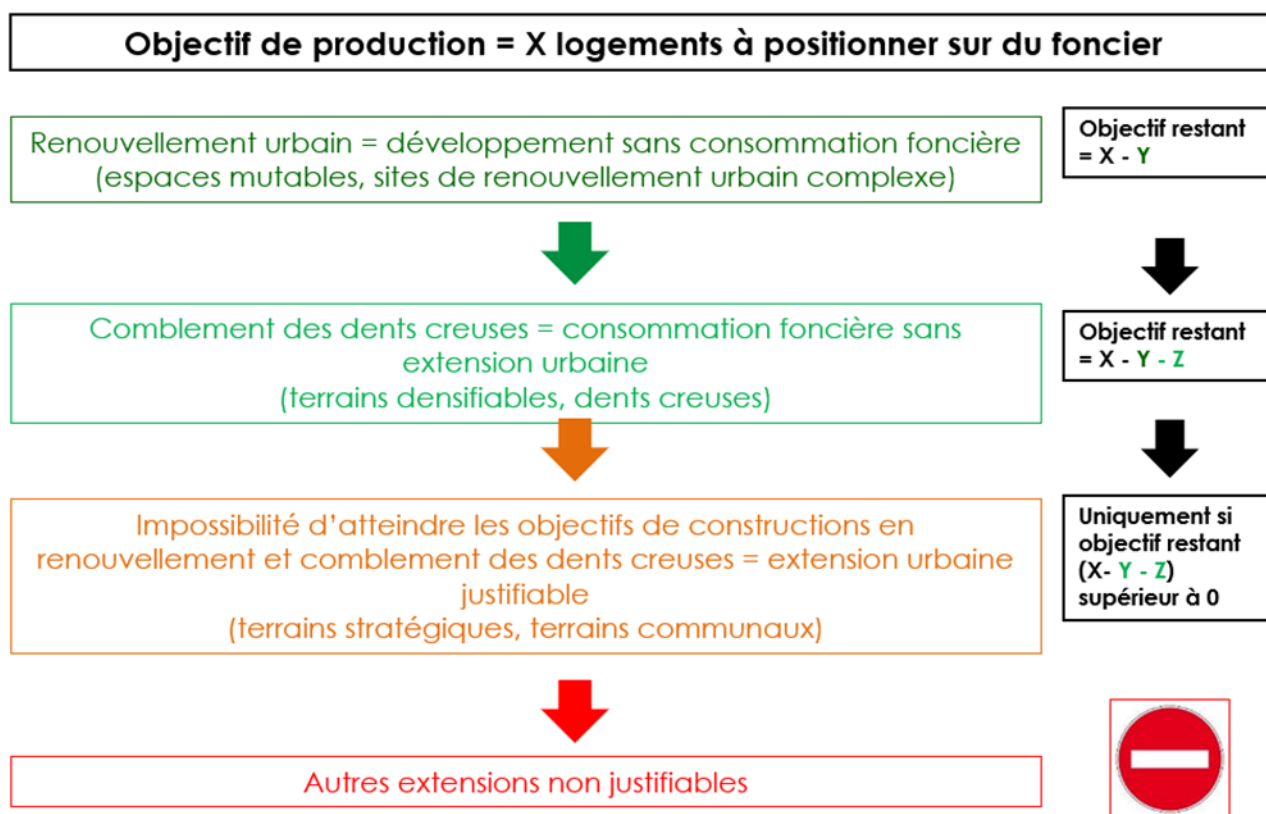 Objectif de production = X logements à positionner sur du foncier
Renouvellement urbain = développement sans consommation foncière
(espaces mutables, sites de renouvellement urbain complexe)
Objectif restant
= X - Y
Comblement des dents creuses = consommation foncière sans
extension urbaine
(terrains densifiables, dents creuses)
Objectif restant
= X - Y - Z
Impossibilité d'atteindre les objectifs de constructions en
renouvellement et comblement des dents creuses = extension urbaine
justifiable
(terrains stratégiques, terrains communaux)
Uniquement si
objectif restant
(X- Y - Z)
supérieur à 0
Autres extensions non justifiables